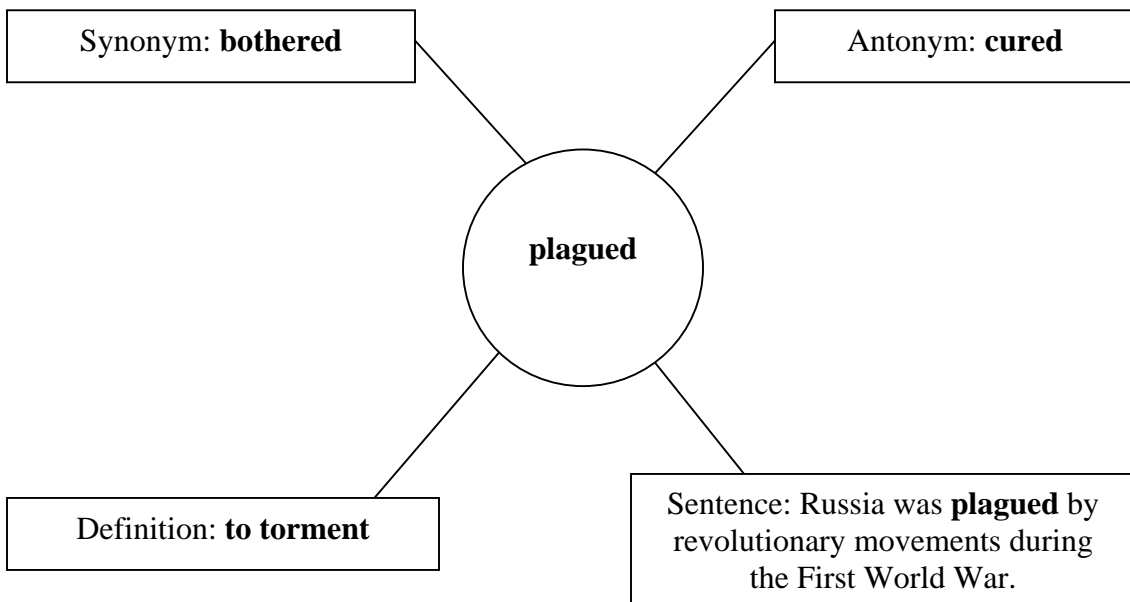 Synonym: bothered
Antonym: cured
plagued
Definition: to torment
Sentence: Russia was plagued by
revolutionary movements during
the First World War.